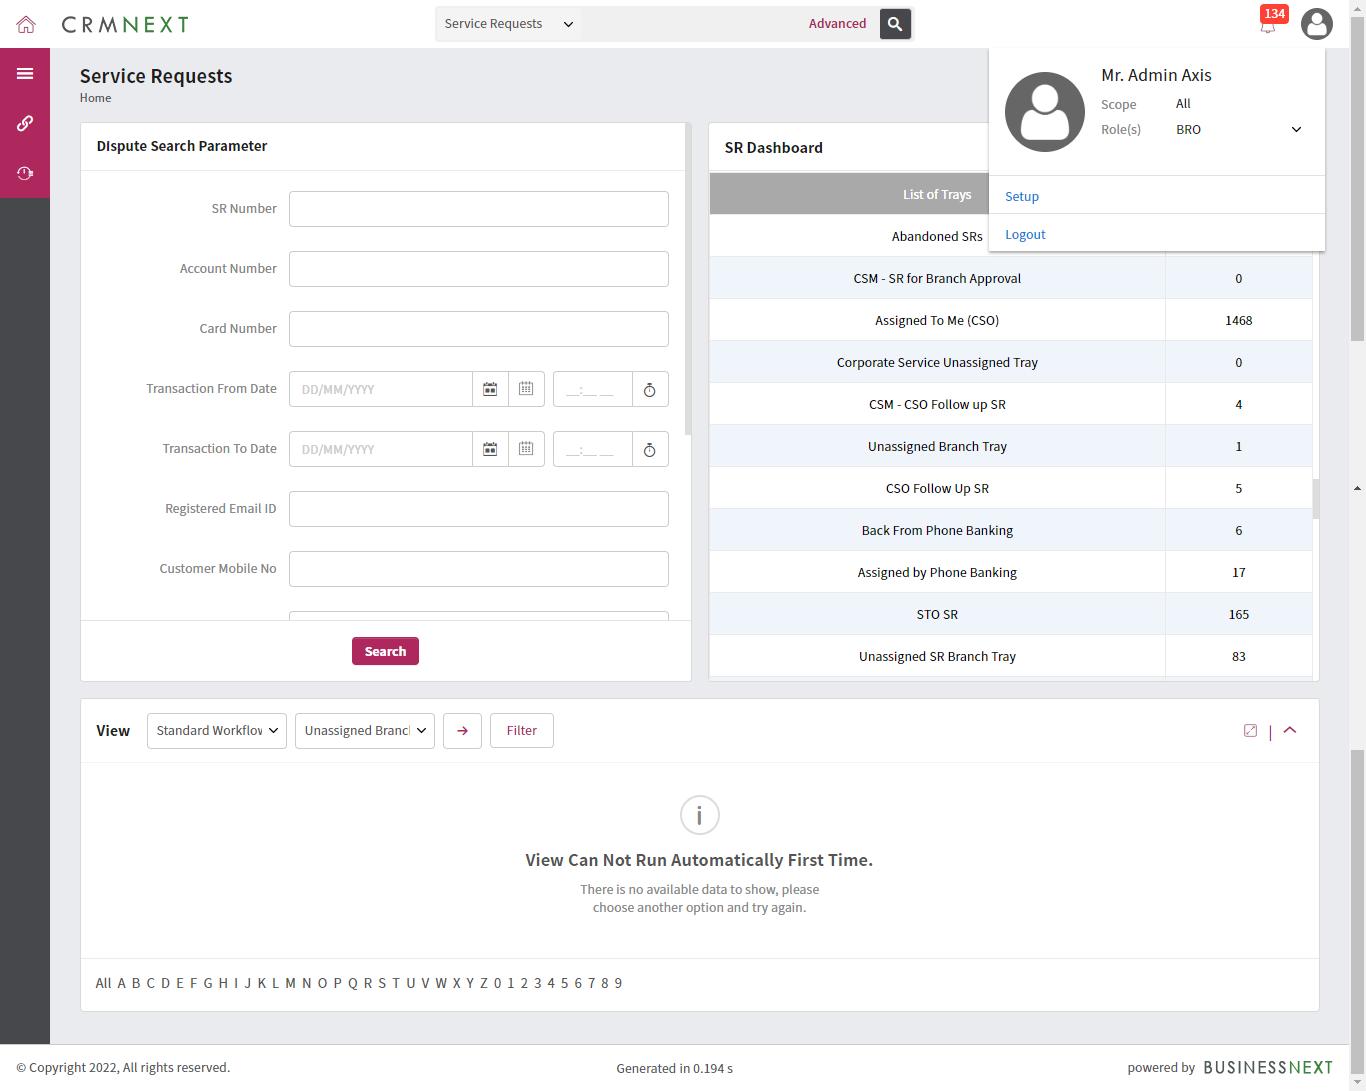 CRMNEXT
Service Requests
Advanced
134
Service Requests
Home
Mr. Admin Axis
Scope All
Role(s) BRO
Setup
Logout
Dispute Search Parameter
SR Number
Account Number
Card Number
Transaction From Date DD/MM/YYYY __:__ __
Transaction To Date DD/MM/YYYY __:__ __
Registered Email ID
Customer Mobile No
Search
SR Dashboard
List of Trays
Abandoned SRs
CSM - SR for Branch Approval 0
Assigned To Me (CSO) 1468
Corporate Service Unassigned Tray 0
CSM - CSO Follow up SR 4
Unassigned Branch Tray 1
CSO Follow Up SR 5
Back From Phone Banking 6
Assigned by Phone Banking 17
STO SR 165
Unassigned SR Branch Tray 83
View Standard Workflow Unassigned Branc Filter
View Can Not Run Automatically First Time.
There is no available data to show, please
choose another option and try again.
All A B C D E F G H I J K L M N O P Q R S T U V W X Y Z 0 1 2 3 4 5 6 7 8 9
© Copyright 2022, All rights reserved.
Generated in 0.194 s
powered by BUSINESSNEXT